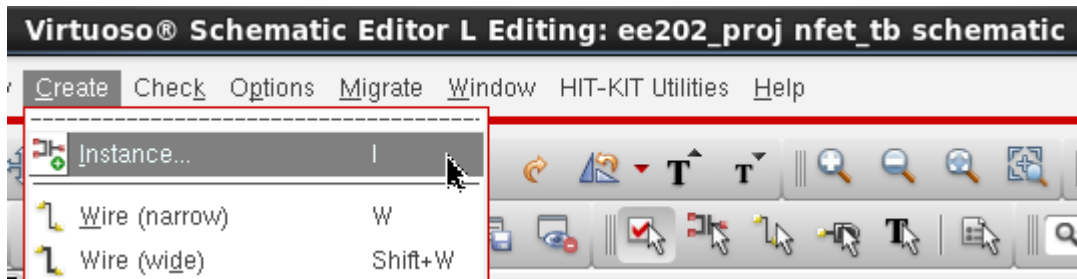 Virtuoso® Schematic Editor L Editing: ee202_proj nfet_tb schematic
Create Check Options Migrate Window HIT-KIT Utilities Help
Instance... I
Wire (narrow) W
Wire (wide) Shift+W